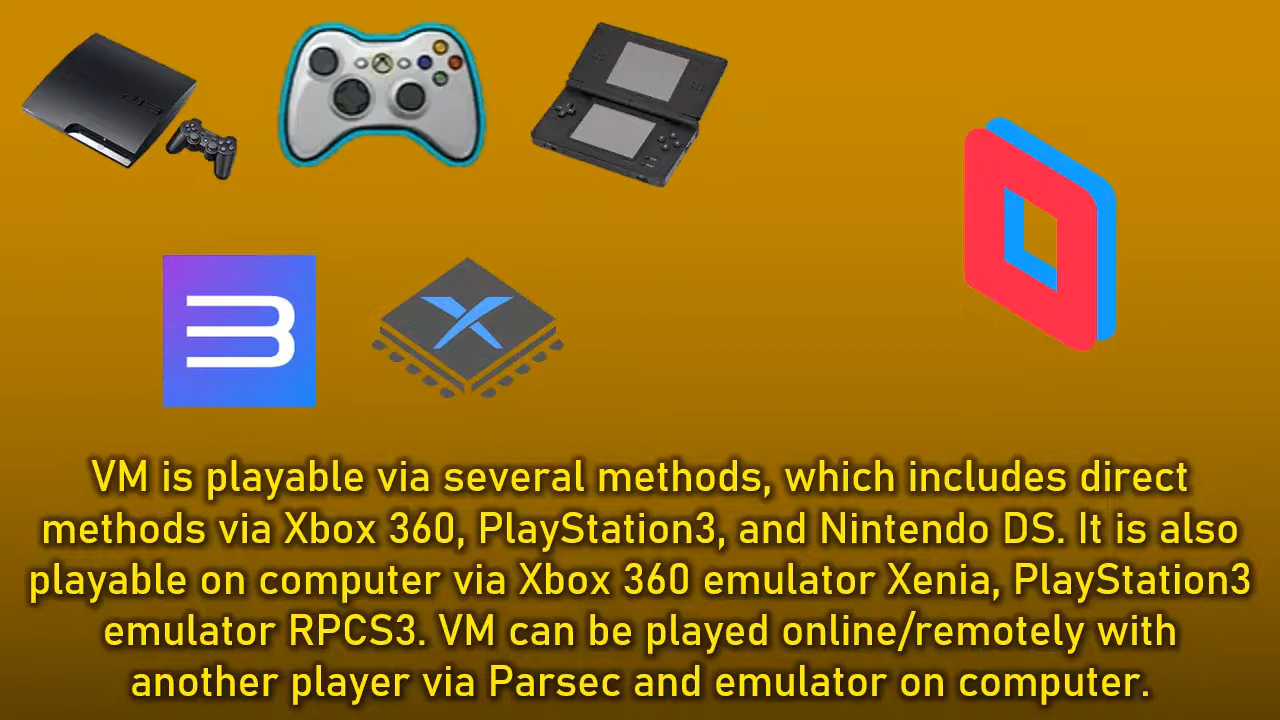 VM is playable via several methods, which includes direct
methods via Xbox 360, PlayStation3, and Nintendo DS. It is also
playable on computer via Xbox 360 emulator Xenia, PlayStation3
emulator RPCS3. VM can be played online/remotely with
another player via Parsec and emulator on computer.